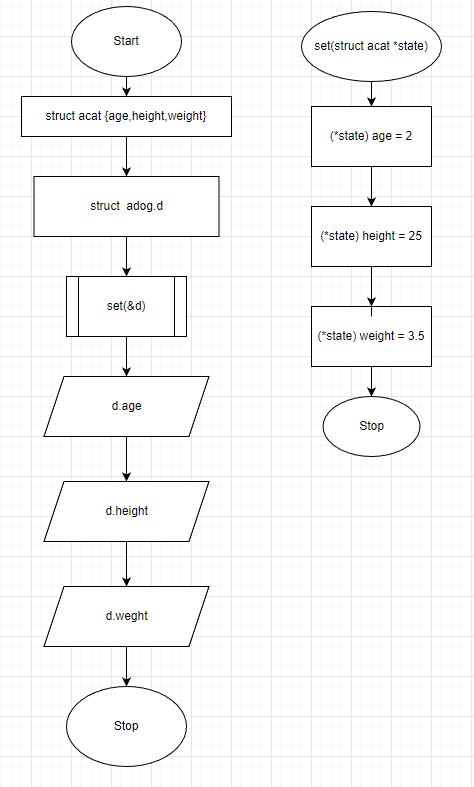 Start
struct acat {age,height,weight}
struct  adog.d
set(&d)
d.age
d.height
d.weght
Stop
set(struct acat *state)
(*state) age = 2
(*state) height = 25
(*state) weight = 3.5
Stop